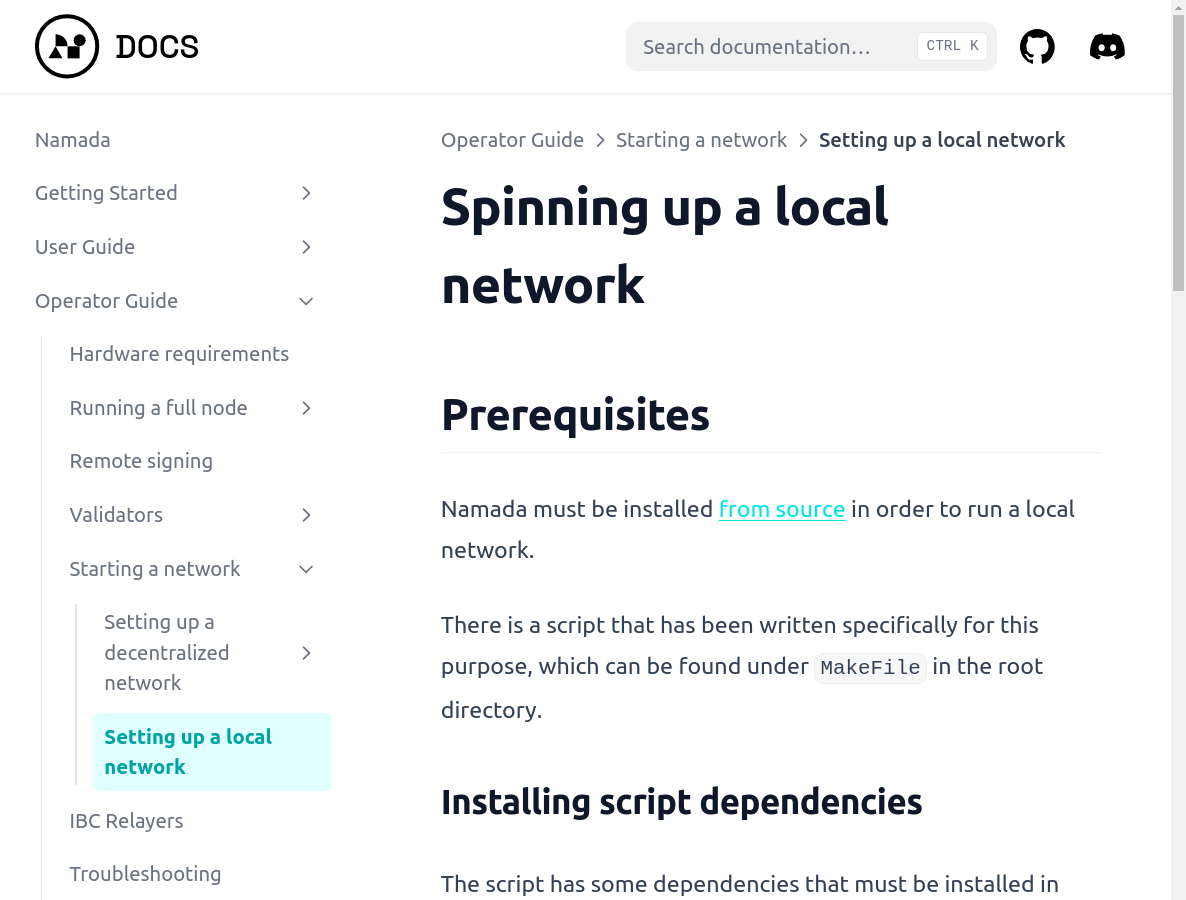 DOCS
Search documentation…
CTRL K
Namada
Getting Started
User Guide
Operator Guide
Hardware requirements
Running a full node
Remote signing
Validators
Starting a network
Setting up a
decentralized
network
Setting up a local
network
IBC Relayers
Troubleshooting
Operator Guide > Starting a network > Setting up a local network
Spinning up a local
network
Prerequisites
Namada must be installed from source in order to run a local
network.
There is a script that has been written specifically for this
purpose, which can be found under MakeFile in the root
directory.
Installing script dependencies
The script has some dependencies that must be installed in